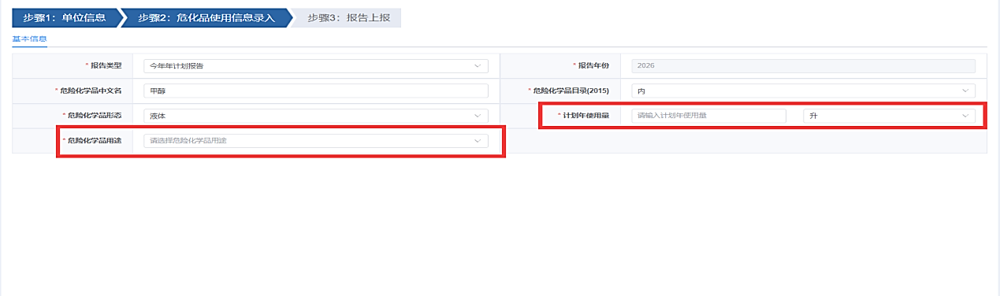 步骤1：单位信息 步骤2：危化品使用信息录入 步骤3：报告上报
基本信息
* 报告类型 今年年计划报告 * 报告年份 2026
* 危险化学品中文名 甲醇 * 危险化学品目录(2015) 内
* 危险化学品形态 液体 * 计划年使用量 请输入计划年使用量 升
* 危险化学品用途 请选择危险化学品用途